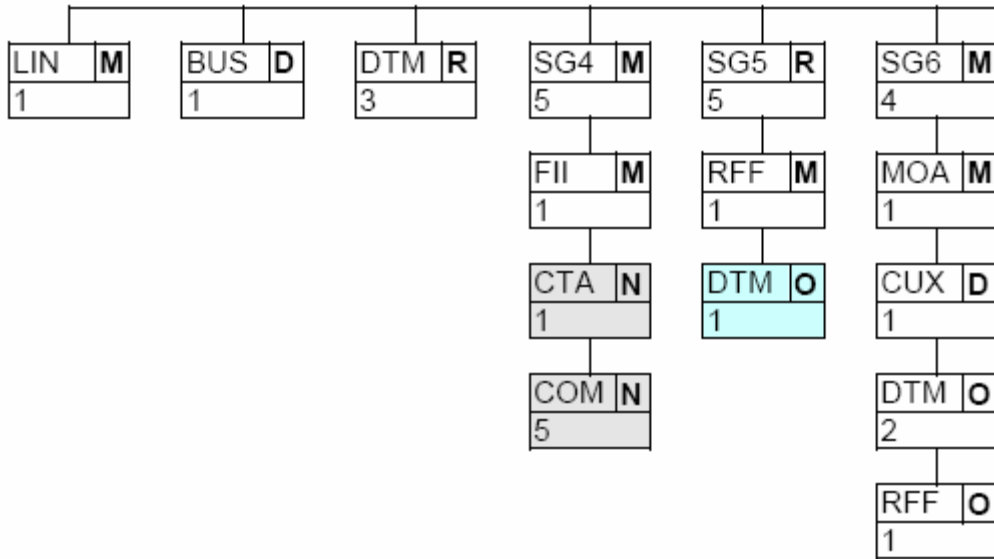 LIN M
1
BUS D
1
DTM R
3
SG4 M
5
SG5 R
5
SG6 M
4
FII M
1
RFF M
1
MOA M
1
CTA N
1
DTM O
1
CUX D
1
COM N
5
DTM O
2
RFF O
1